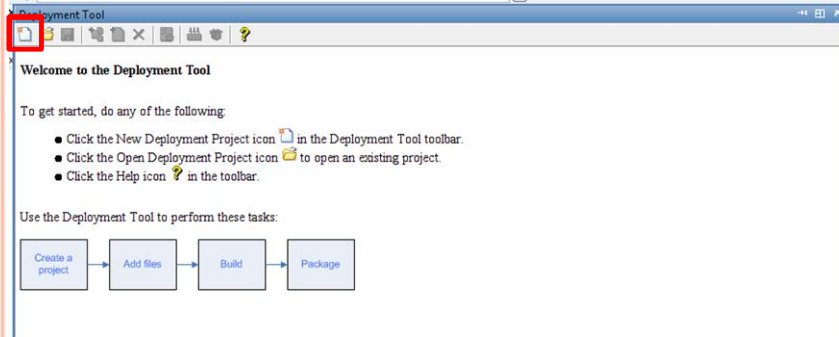 Deployment Tool
Welcome to the Deployment Tool
To get started, do any of the following:
Click the New Deployment Project icon in the Deployment Tool toolbar.
Click the Open Deployment Project icon to open an existing project.
Click the Help icon ? in the toolbar.
Use the Deployment Tool to perform these tasks:
Create a
project
Add files
Build
Package